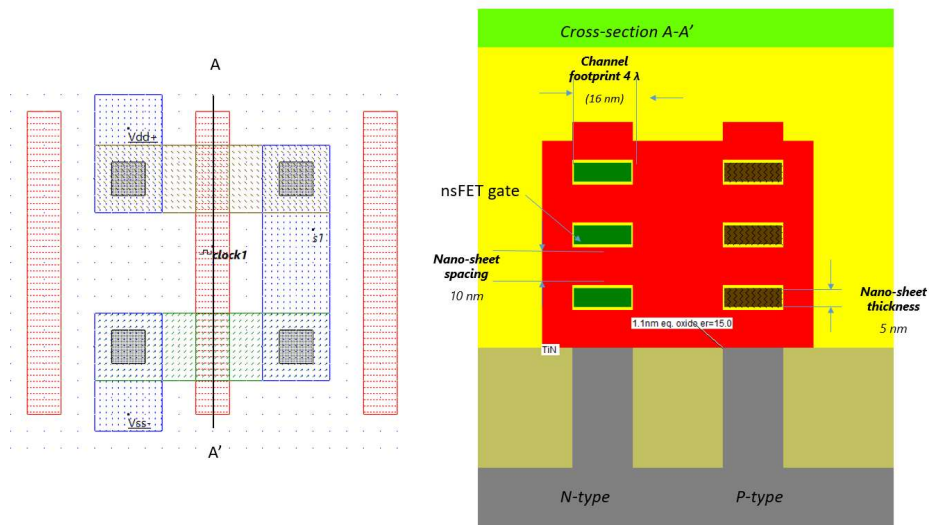 A
Vdd+
s1
clock1
Vss-
A'
Cross-section A-A'
Channel
footprint 4 λ
(16 nm)
nsFET gate
Nano-sheet
spacing
10 nm
Nano-sheet
thickness
5 nm
1.1nm eq. oxide er=15.0
TiN
N-type
P-type